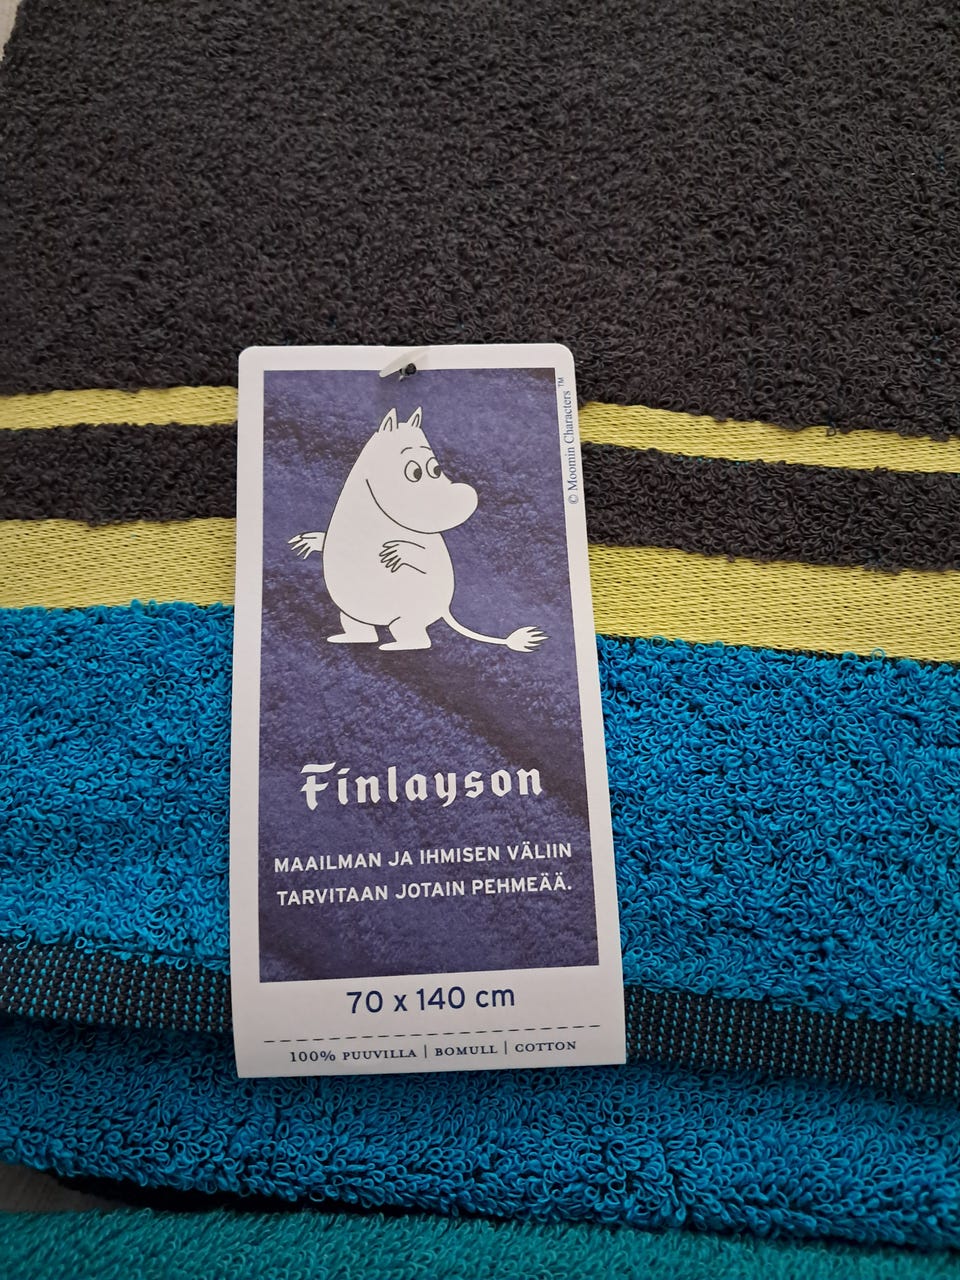 © Moomin Characters ™
Finlayson
MAAILMAN JA IHMISEN VÄLIIN
TARVITAAN JOTAIN PEHMEÄÄ.
70 x 140 cm
100% PUUVILLA | BOMULL | COTTON